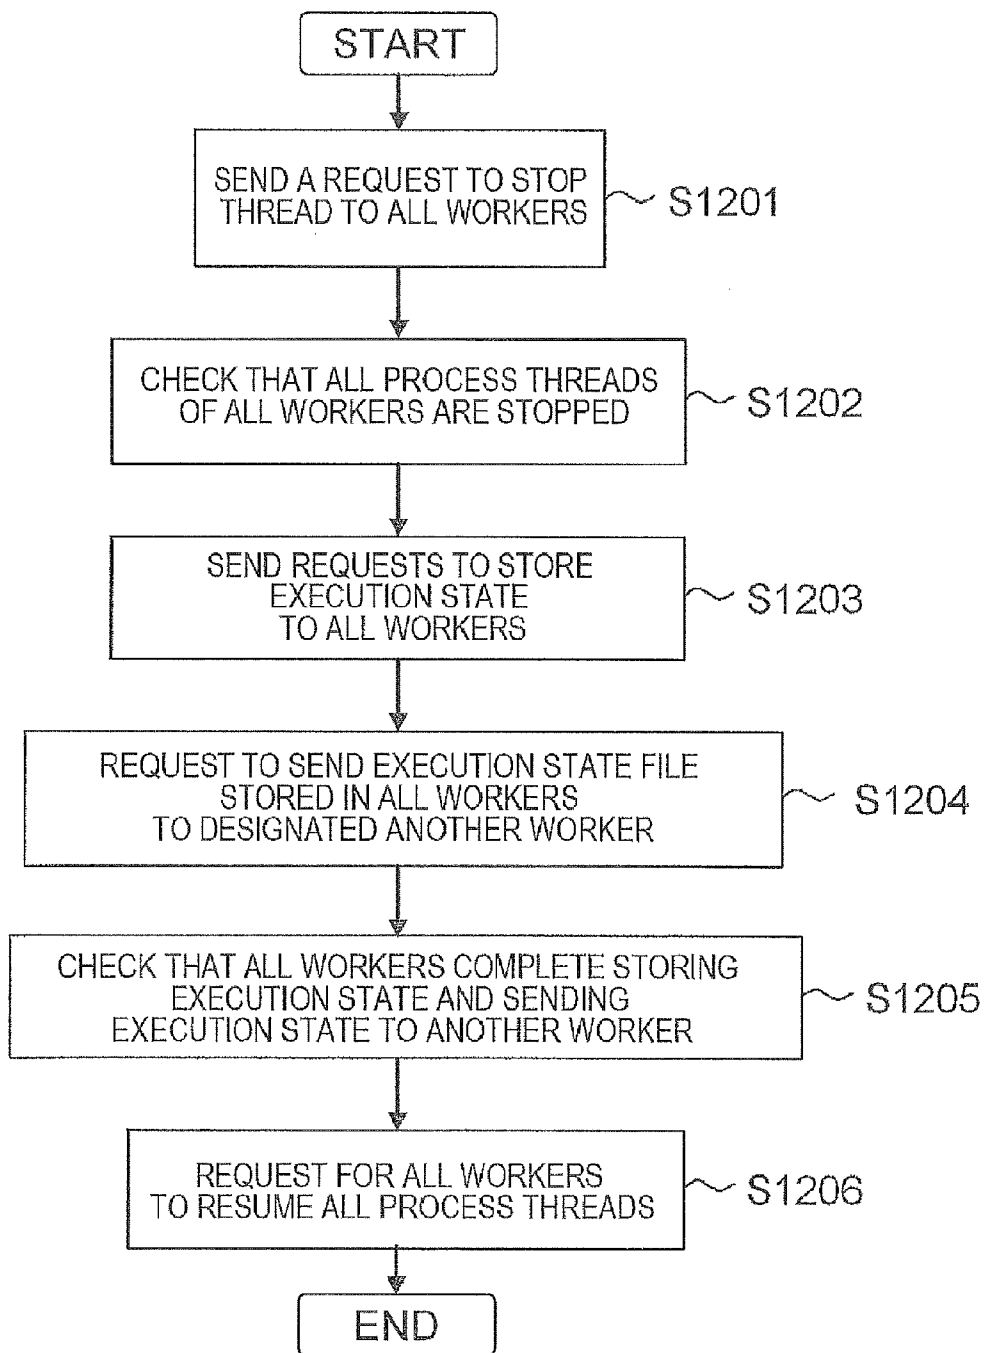 START
SEND A REQUEST TO STOP
THREAD TO ALL WORKERS
S1201
CHECK THAT ALL PROCESS THREADS
OF ALL WORKERS ARE STOPPED
S1202
SEND REQUESTS TO STORE
EXECUTION STATE
TO ALL WORKERS
S1203
REQUEST TO SEND EXECUTION STATE FILE
STORED IN ALL WORKERS
TO DESIGNATED ANOTHER WORKER
S1204
CHECK THAT ALL WORKERS COMPLETE STORING
EXECUTION STATE AND SENDING
EXECUTION STATE TO ANOTHER WORKER
S1205
REQUEST FOR ALL WORKERS
TO RESUME ALL PROCESS THREADS
S1206
END